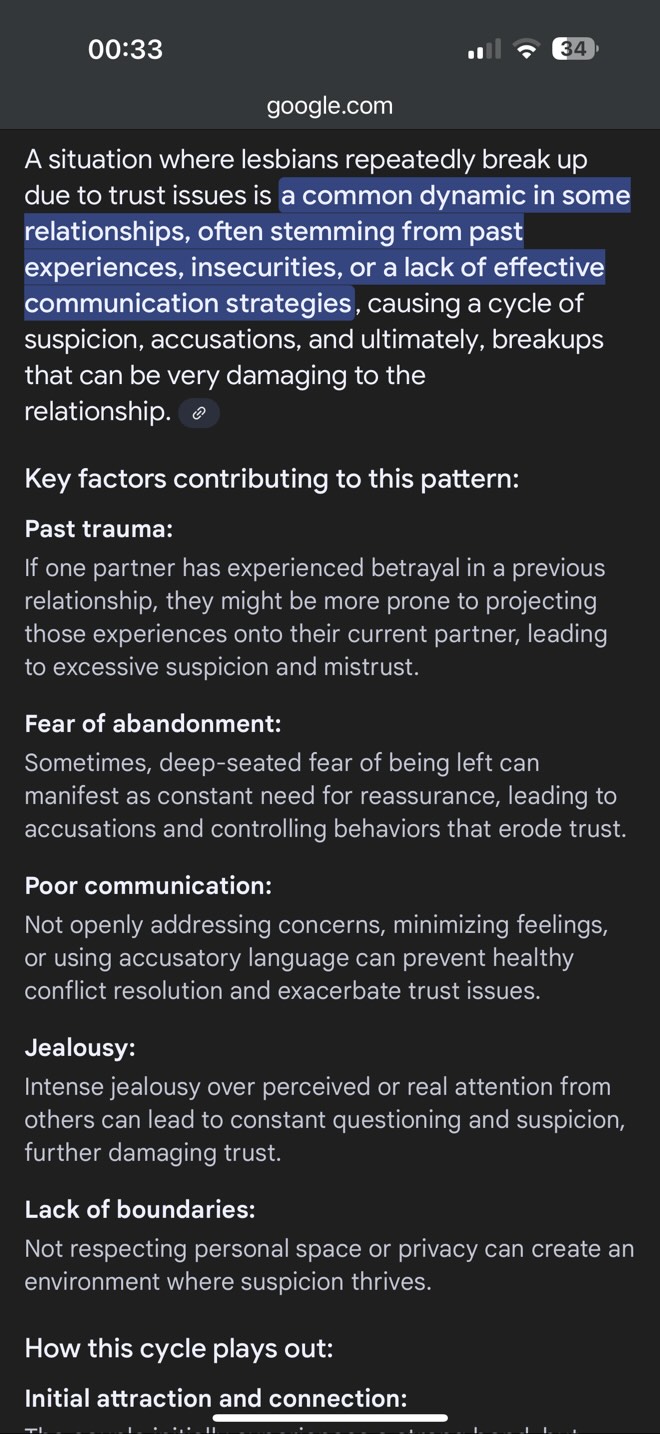 00:33
34
google.com
A situation where lesbians repeatedly break up
due to trust issues is a common dynamic in some
relationships, often stemming from past
experiences, insecurities, or a lack of effective
communication strategies, causing a cycle of
suspicion, accusations, and ultimately, breakups
that can be very damaging to the
relationship.
Key factors contributing to this pattern:
Past trauma:
If one partner has experienced betrayal in a previous
relationship, they might be more prone to projecting
those experiences onto their current partner, leading
to excessive suspicion and mistrust.
Fear of abandonment:
Sometimes, deep-seated fear of being left can
manifest as constant need for reassurance, leading to
accusations and controlling behaviors that erode trust.
Poor communication:
Not openly addressing concerns, minimizing feelings,
or using accusatory language can prevent healthy
conflict resolution and exacerbate trust issues.
Jealousy:
Intense jealousy over perceived or real attention from
others can lead to constant questioning and suspicion,
further damaging trust.
Lack of boundaries:
Not respecting personal space or privacy can create an
environment where suspicion thrives.
How this cycle plays out:
Initial attraction and connection: